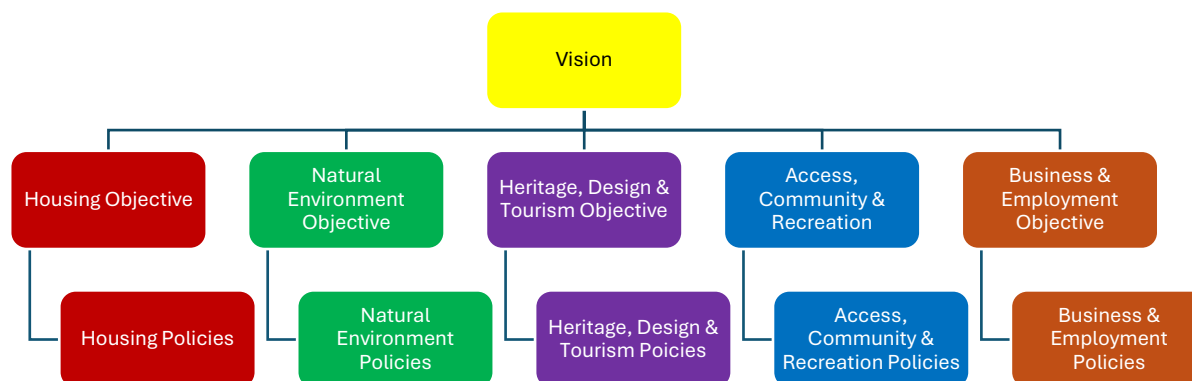 Vision
Housing Objective
Natural
Environment
Objective
Heritage, Design &
Tourism Objective
Access,
Community &
Recreation
Business &
Employment
Objective
Housing Policies
Natural
Environment
Policies
Heritage, Design &
Tourism Poicies
Access,
Community &
Recreation Policies
Business &
Employment
Policies